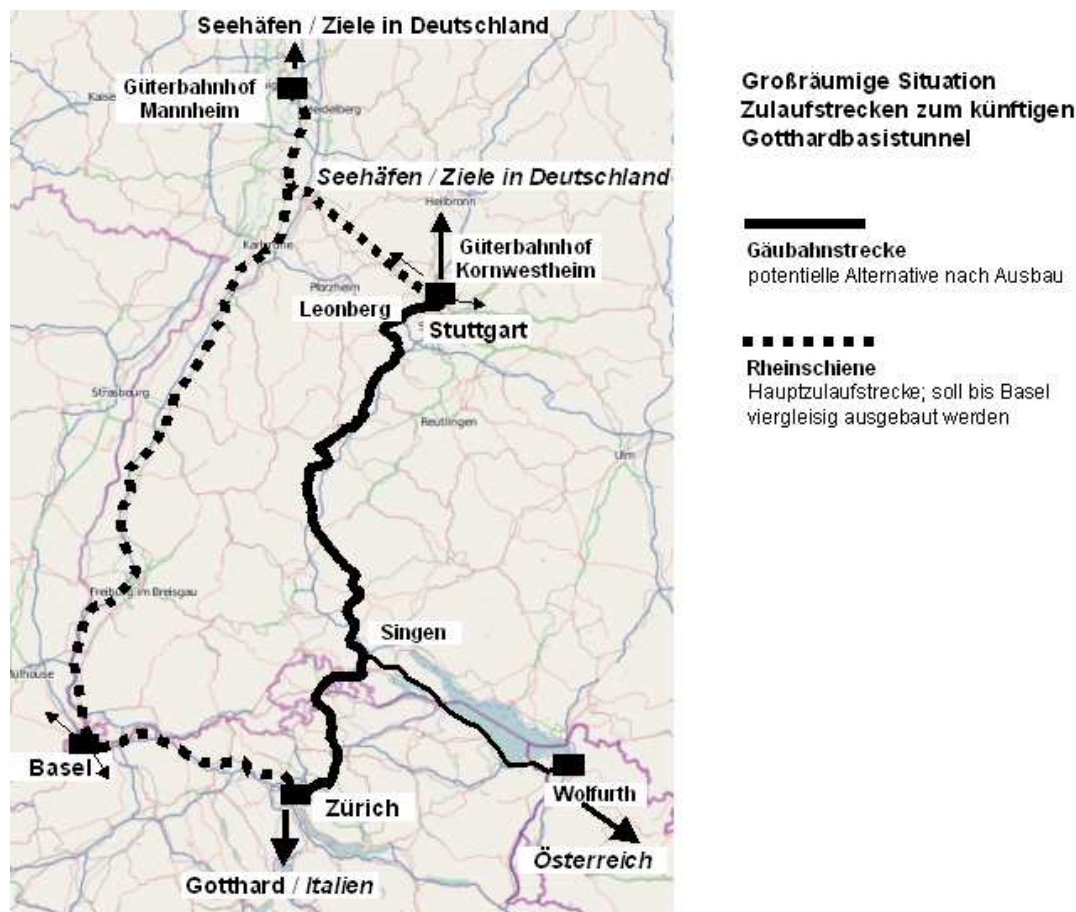 Seehäfen / Ziele in Deutschland
Güterbahnhof
Mannheim
Seehäfen / Ziele in Deutschland
Heilbronn
Güterbahnhof
Kornwestheim
Karlsruhe
Pforzheim
Leonberg
Stuttgart
Strasbourg
Reutlingen
Ulm
Freiburg im Breisgau
Singen
Basel
Zürich
Wolfurth
Österreich
Gotthard / Italien
Großräumige Situation
Zulaufstrecken zum künftigen
Gotthardbasistunnel
Gäubahnstrecke
potentielle Alternative nach Ausbau
Rheinschiene
Hauptzulaufstrecke; soll bis Basel
viergleisig ausgebaut werden